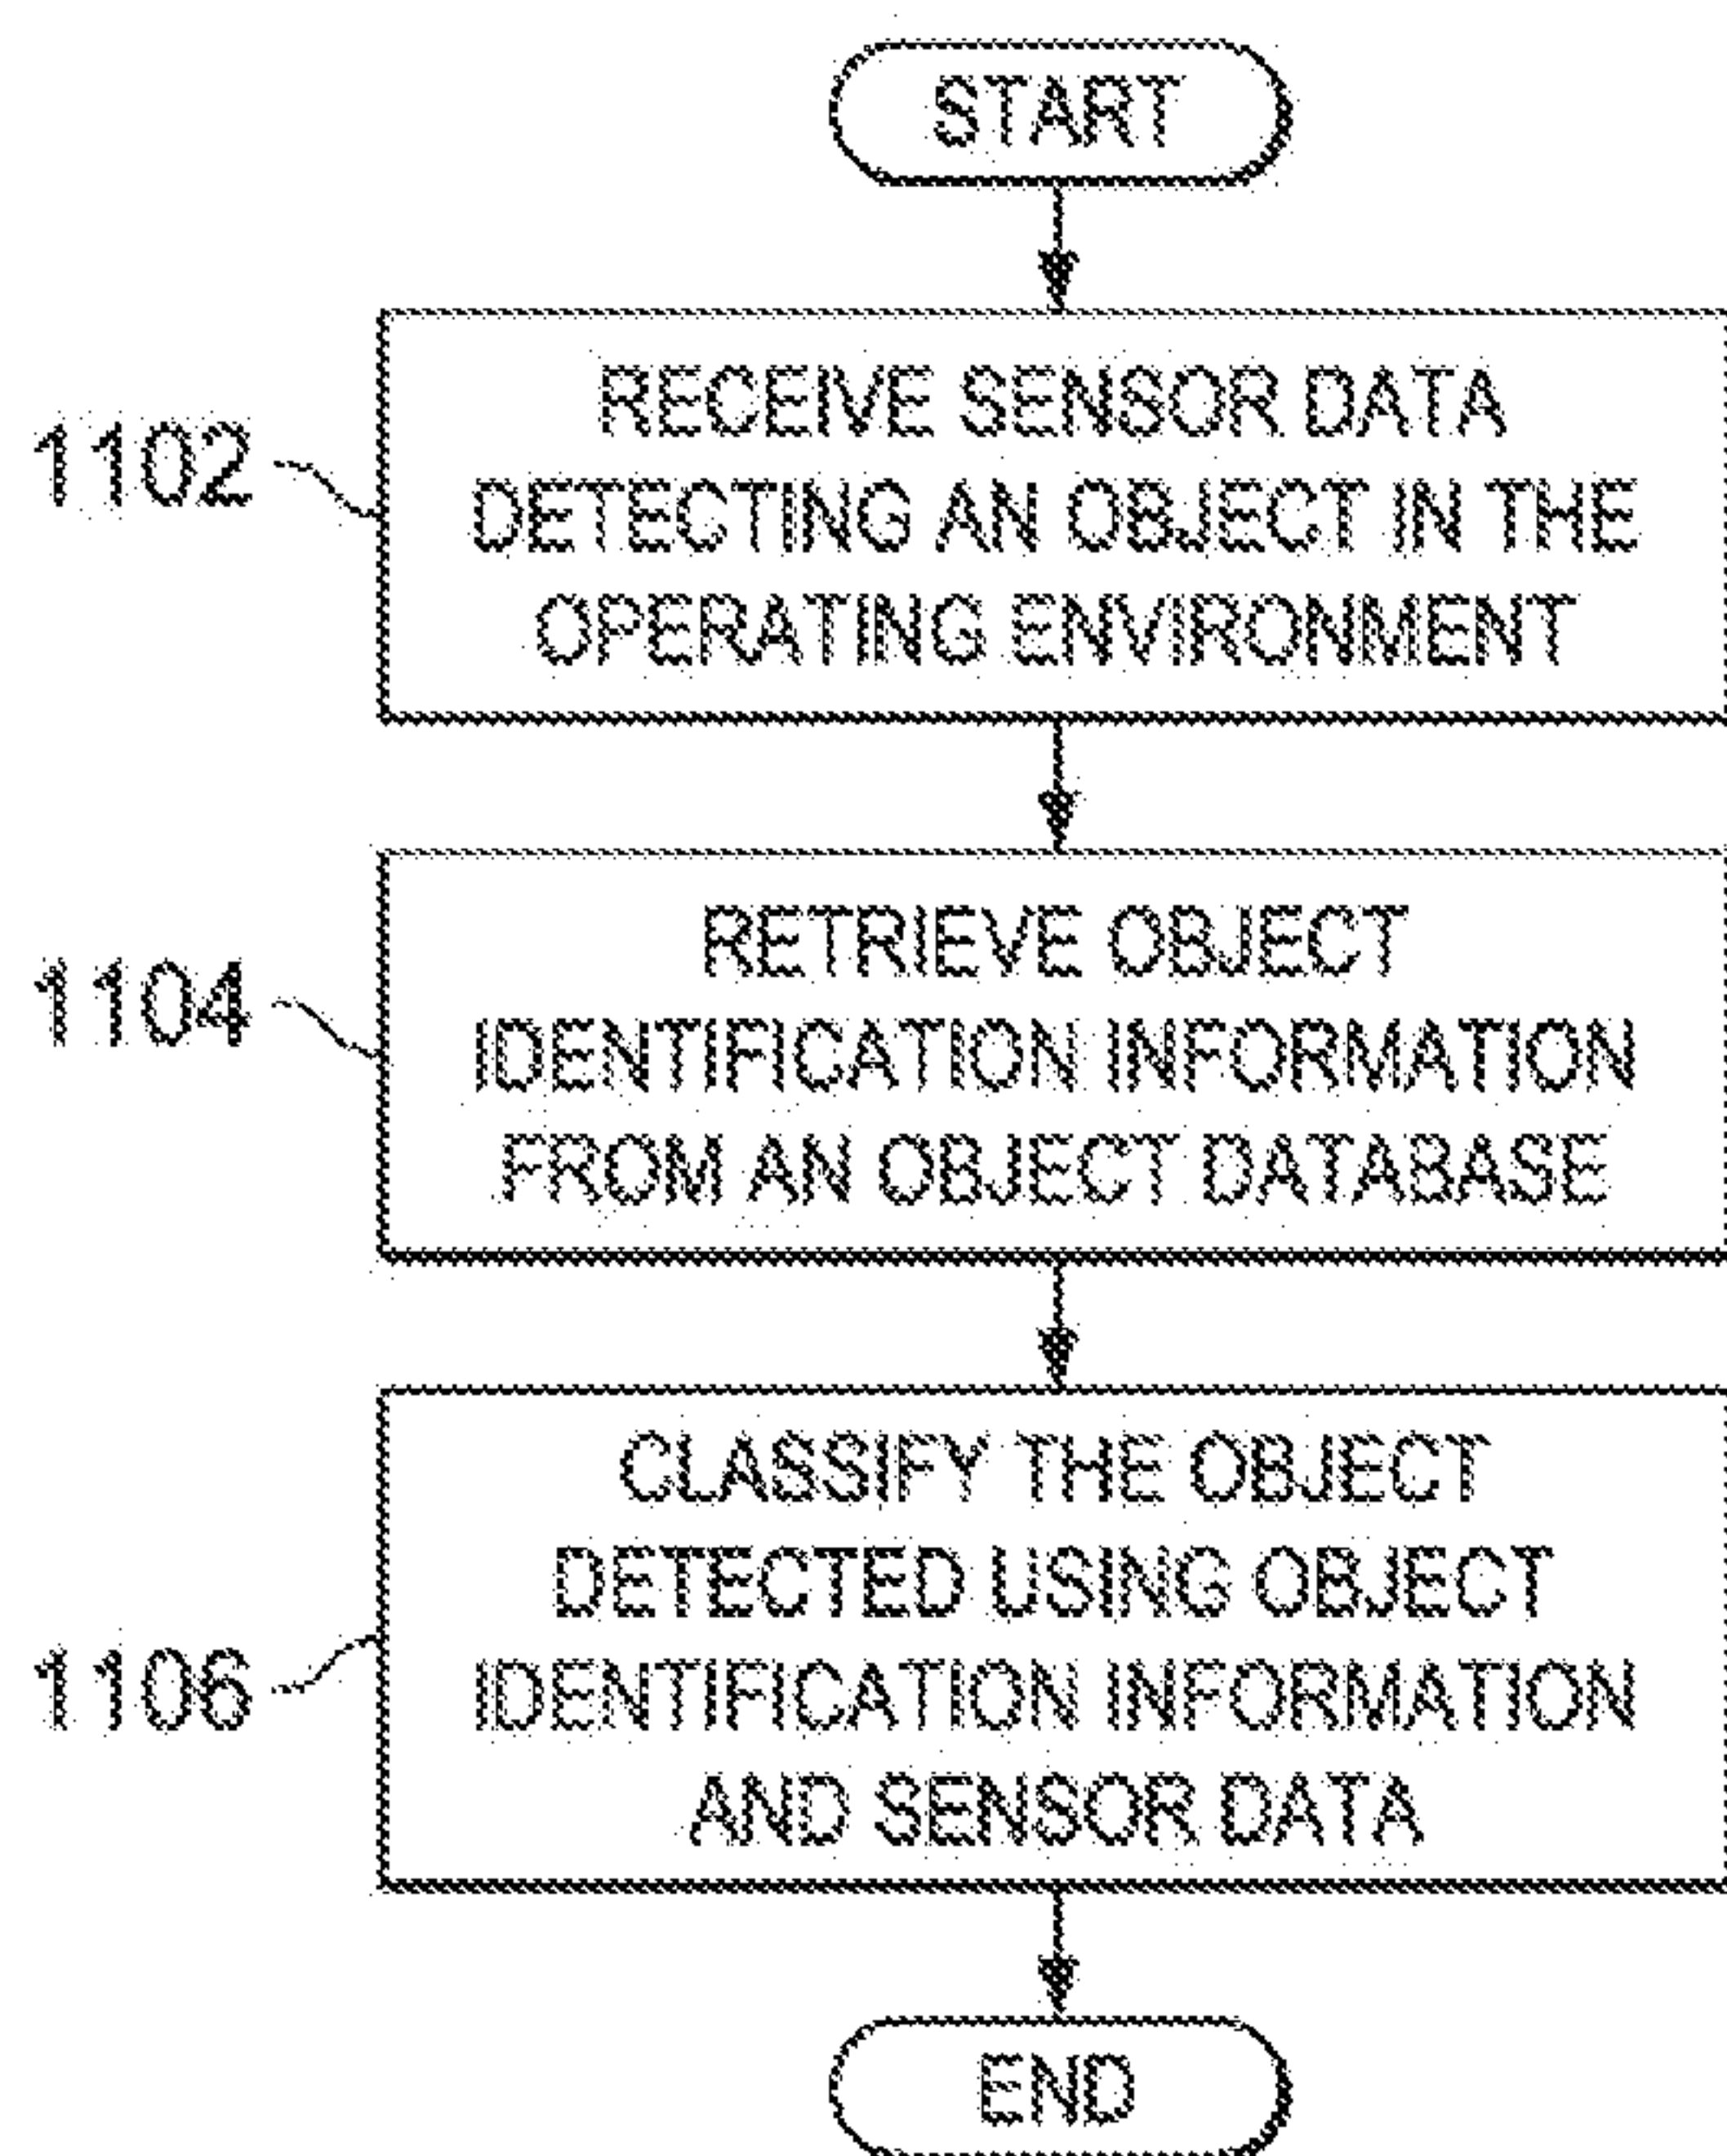 START
RECEIVE SENSOR DATA
DETECTING AN OBJECT IN THE
OPERATING ENVIRONMENT
1102
RETRIEVE OBJECT
IDENTIFICATION INFORMATION
FROM AN OBJECT DATABASE
1104
CLASSIFY THE OBJECT
DETECTED USING OBJECT
IDENTIFICATION INFORMATION
AND SENSOR DATA
1106
END